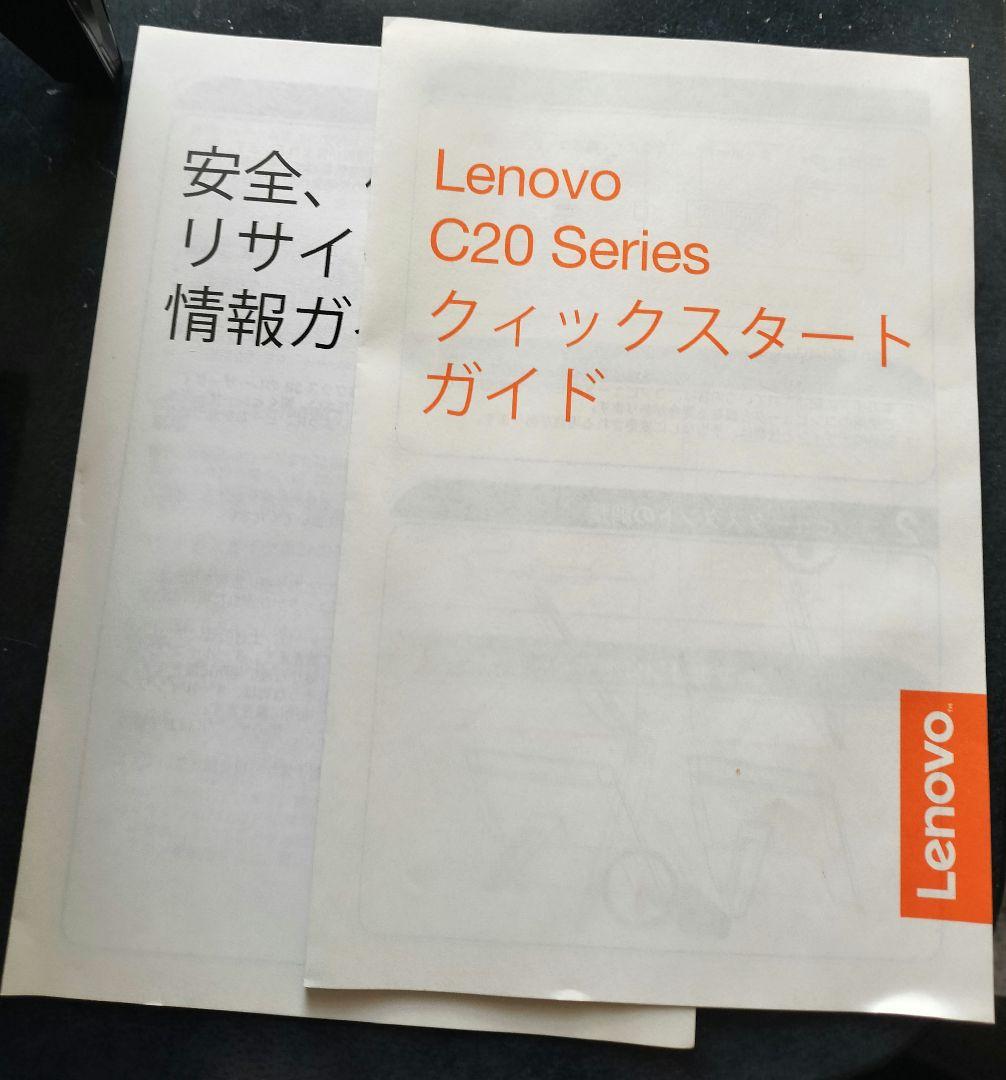 安全、
リサイ
情報ガ
Lenovo
C20 Series
クィックスタート
ガイド
Lenovo™